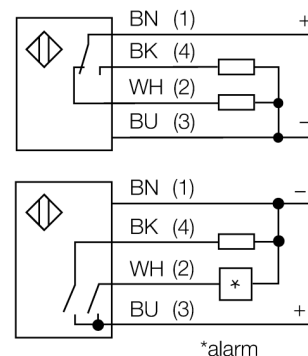 BN (1) +
BK (4)
WH (2)
BU (3) −
BN (1) −
BK (4)
WH (2)
*
BU (3) +
*alarm